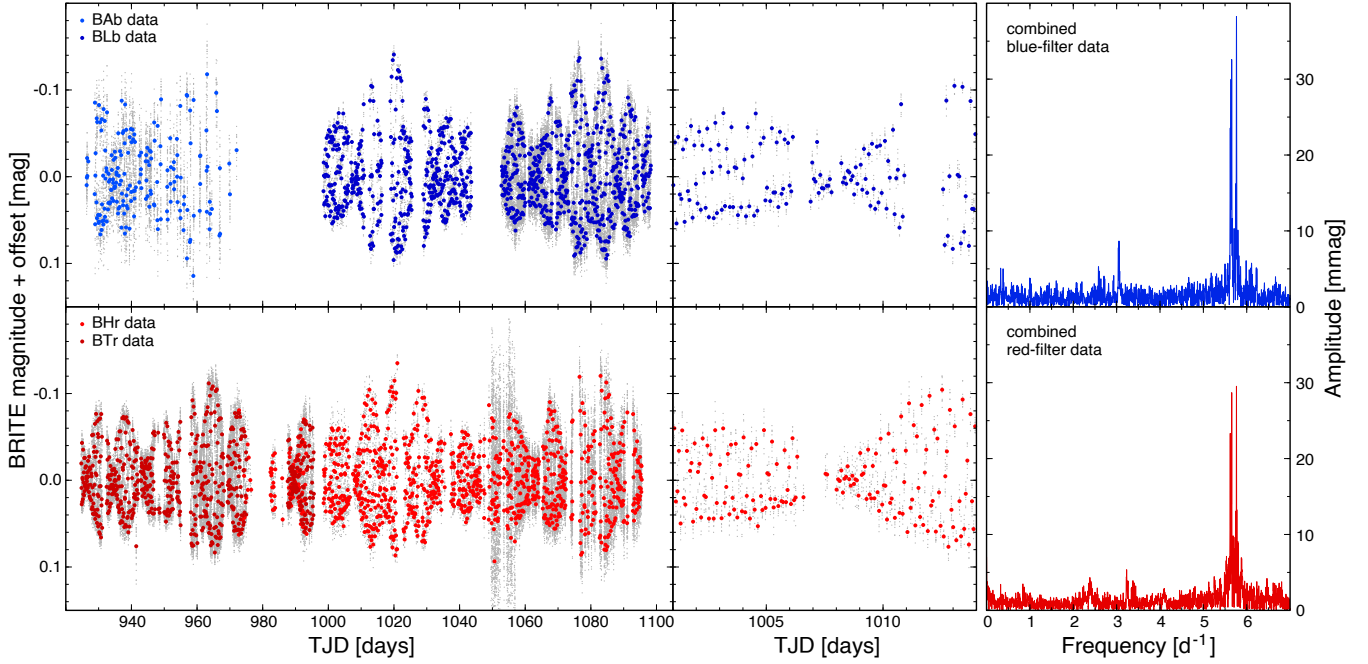 BAb data
BLb data
combined
blue-filter data
-0.1
0.0
0.1
30
20
10
0
BHr data
BTr data
combined
red-filter data
-0.1
0.0
0.1
30
20
10
0
BRITE magnitude + offset [mag]
Amplitude [mmag]
940 960 980 1000 1020 1040 1060 1080 1100
1005 1010
0 1 2 3 4 5 6
TJD [days]
TJD [days]
Frequency [d-1]